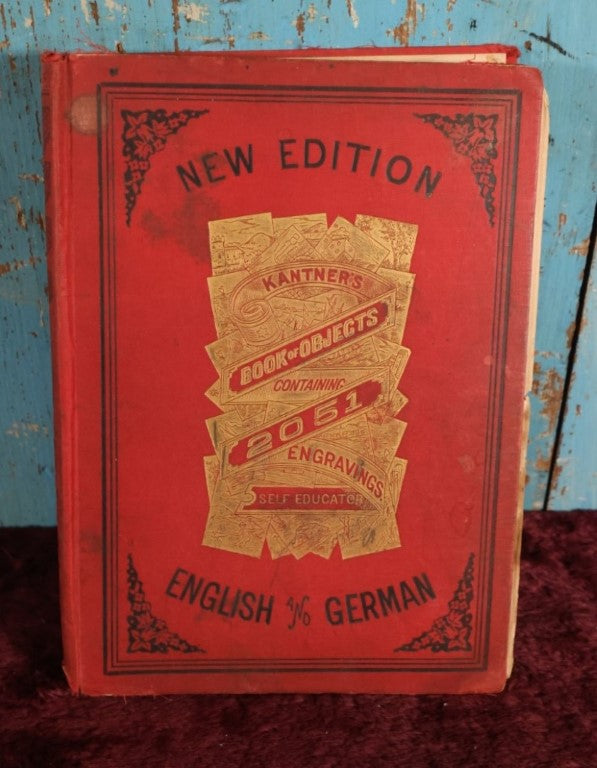 NEW EDITION
KANTNER'S
BOOK OF OBJECTS
CONTAINING
2051
ENGRAVINGS
SELF EDUCATOR
ENGLISH AND GERMAN